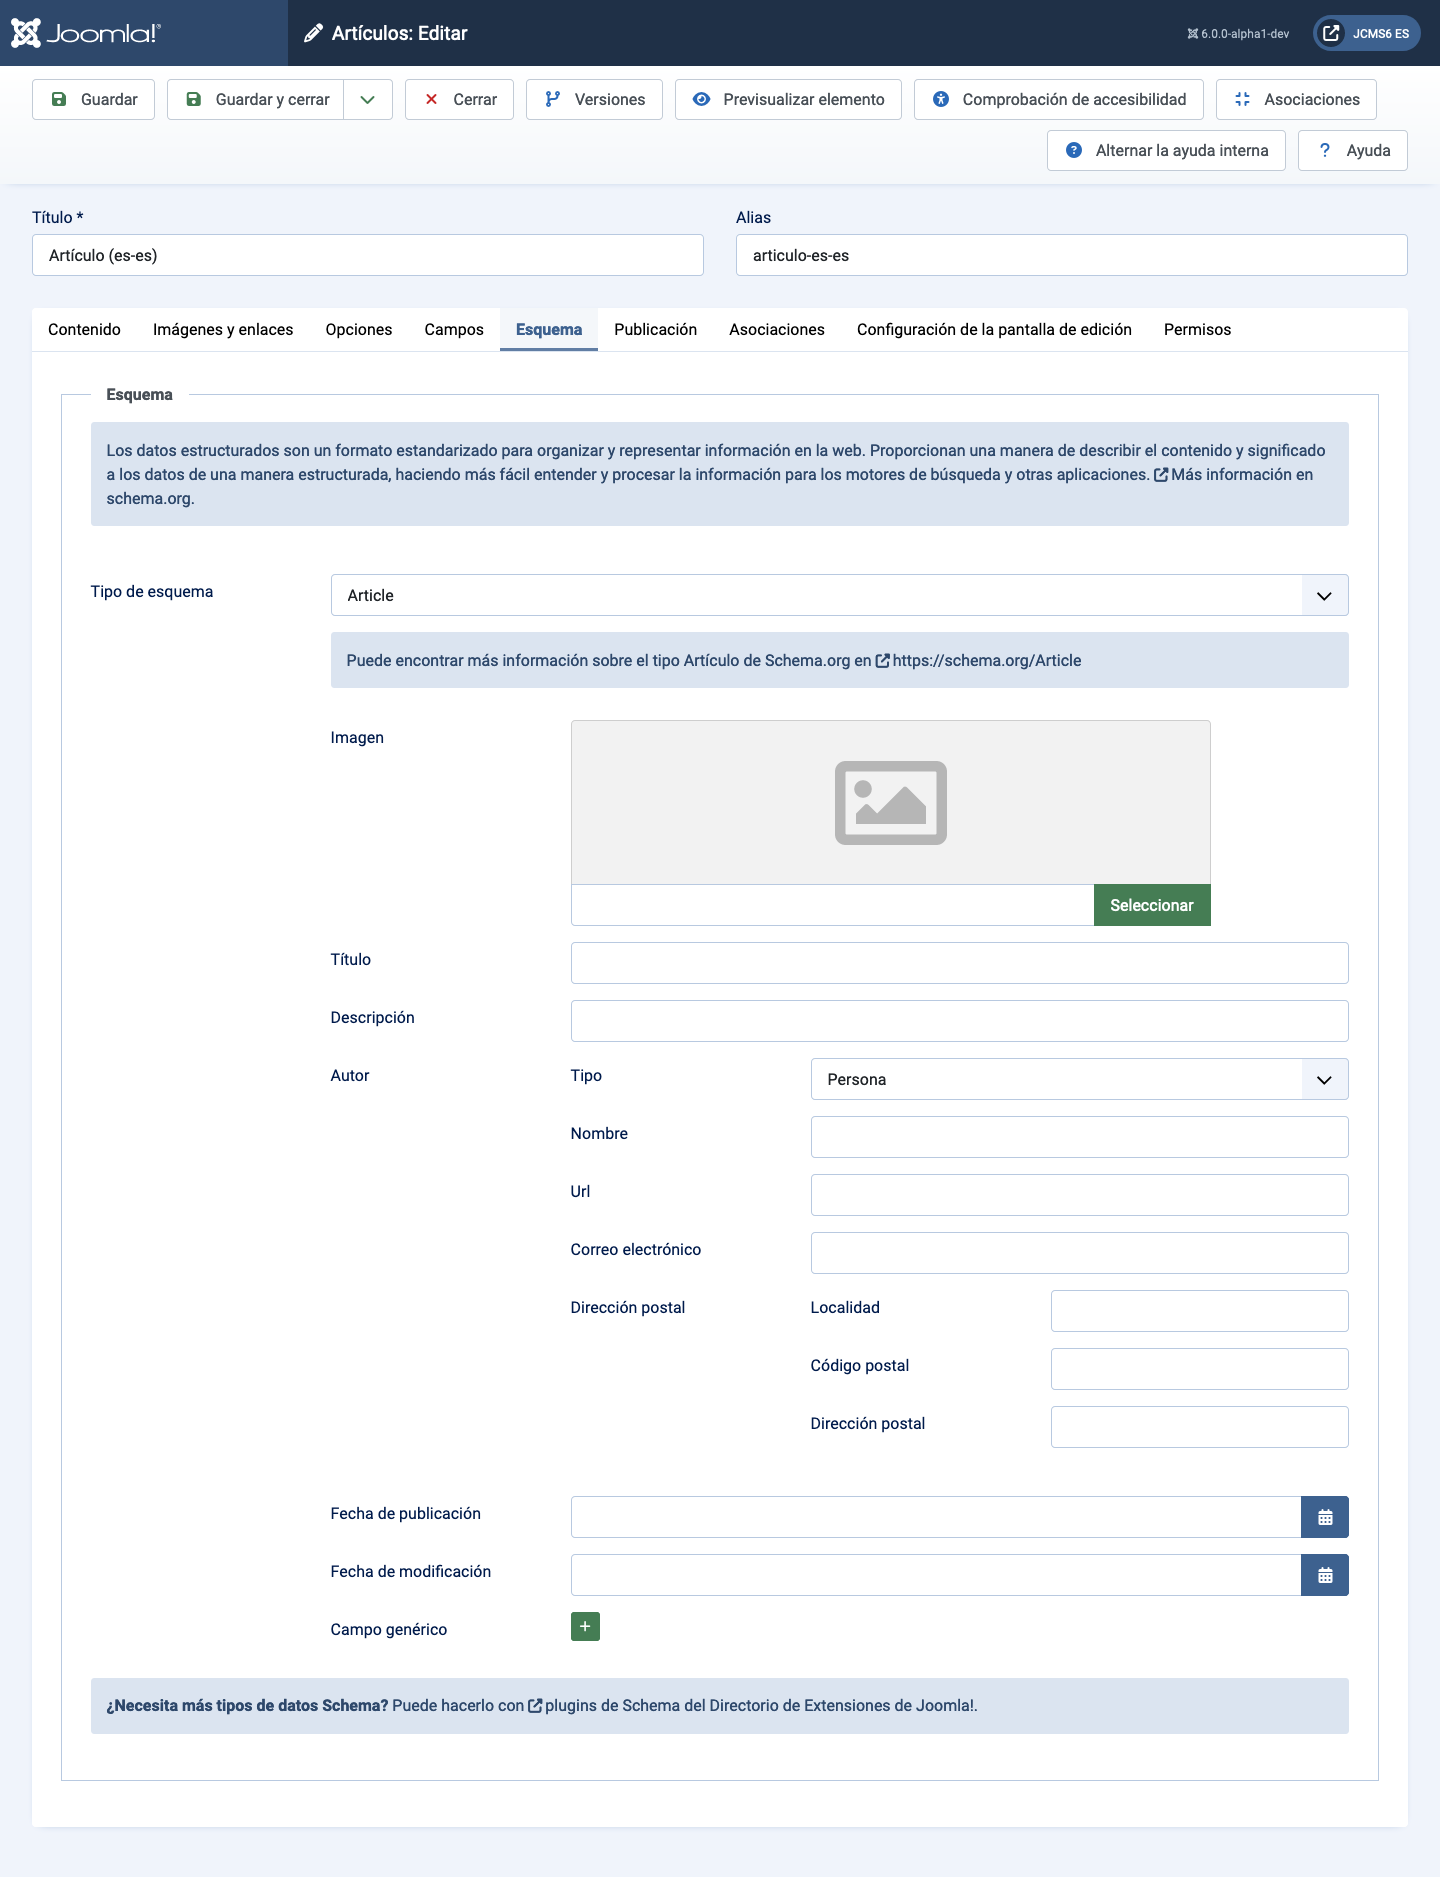 Joomla!®
Artículos: Editar
6.0.0-alpha1-dev
JCMS6 ES
Guardar
Guardar y cerrar
Cerrar
Versiones
Previsualizar elemento
Comprobación de accesibilidad
Asociaciones
Alternar la ayuda interna
? Ayuda
Título *
Alias
Artículo (es-es)
articulo-es-es
Contenido
Imágenes y enlaces
Opciones
Campos
Esquema
Publicación
Asociaciones
Configuración de la pantalla de edición
Permisos
Esquema
Los datos estructurados son un formato estandarizado para organizar y representar información en la web. Proporcionan una manera de describir el contenido y significado
a los datos de una manera estructurada, haciendo más fácil entender y procesar la información para los motores de búsqueda y otras aplicaciones. Más información en
schema.org.
Tipo de esquema
Article
Puede encontrar más información sobre el tipo Artículo de Schema.org en https://schema.org/Article
Imagen
Seleccionar
Título
Descripción
Autor
Tipo
Persona
Nombre
Url
Correo electrónico
Dirección postal
Localidad
Código postal
Dirección postal
Fecha de publicación
Fecha de modificación
Campo genérico
+
¿Necesita más tipos de datos Schema? Puede hacerlo con plugins de Schema del Directorio de Extensiones de Joomla!.